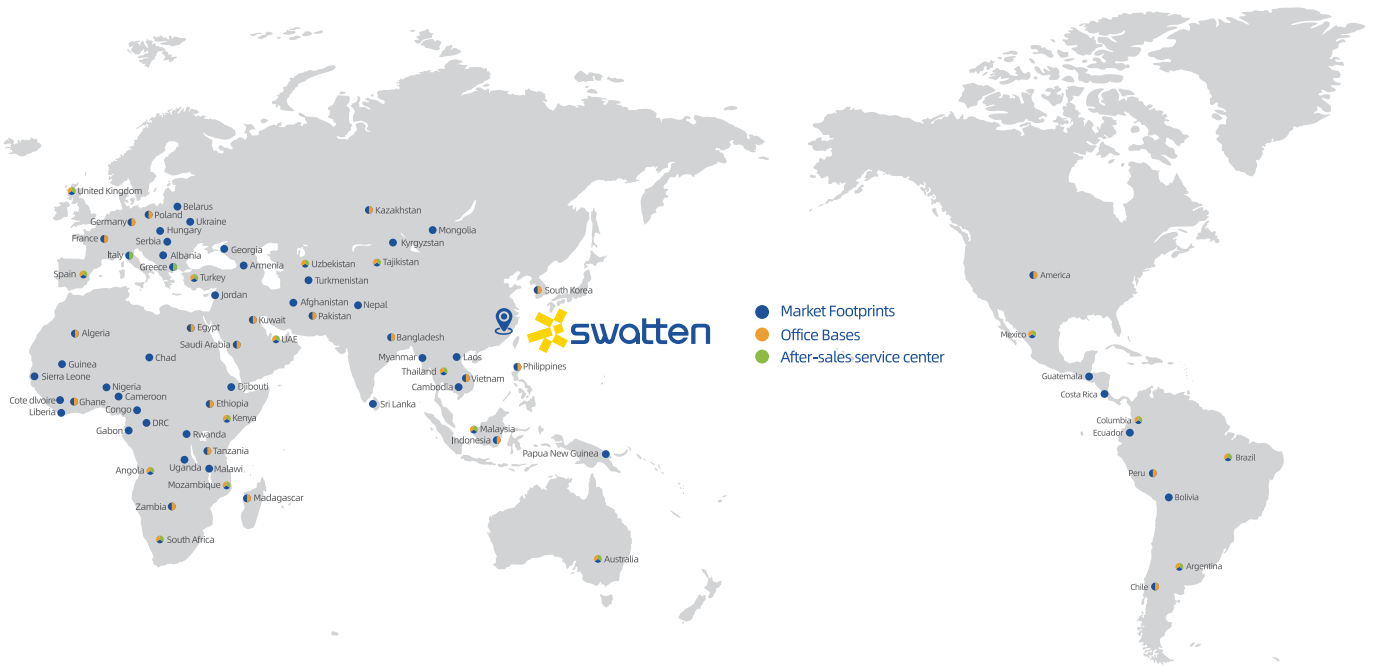 United Kingdom
Belarus
Poland
Germany
Ukraine
Hungary
France
Serbia
Georgia
Italy
Albania
Armenia
Greece
Spain
Turkey
Jordan
Kazakhstan
Mongolia
Kyrgyzstan
Uzbekistan
Tajikistan
Turkmenistan
Afghanistan
Nepal
Pakistan
South Korea
swatten
Kuwait
Egypt
Algeria
Saudi Arabia
UAE
Bangladesh
Chad
Myanmar
Laos
Guinea
Thailand
Philippines
Sierra Leone
Vietnam
Nigeria
Djibouti
Cambodia
Cameroon
Cote dlvoire
Ghane
Ethiopia
Sri Lanka
Liberia
Congo
Kenya
DRC
Gabon
Rwanda
Malaysia
Indonesia
Tanzania
Papua New Guinea
Uganda
Malawi
Angola
Mozambique
Madagascar
Zambia
South Africa
Australia
Market Footprints
Office Bases
After-sales service center
America
Mexico
Guatemala
Costa Rica
Columbia
Ecuador
Brazil
Peru
Bolivia
Argentina
Chile